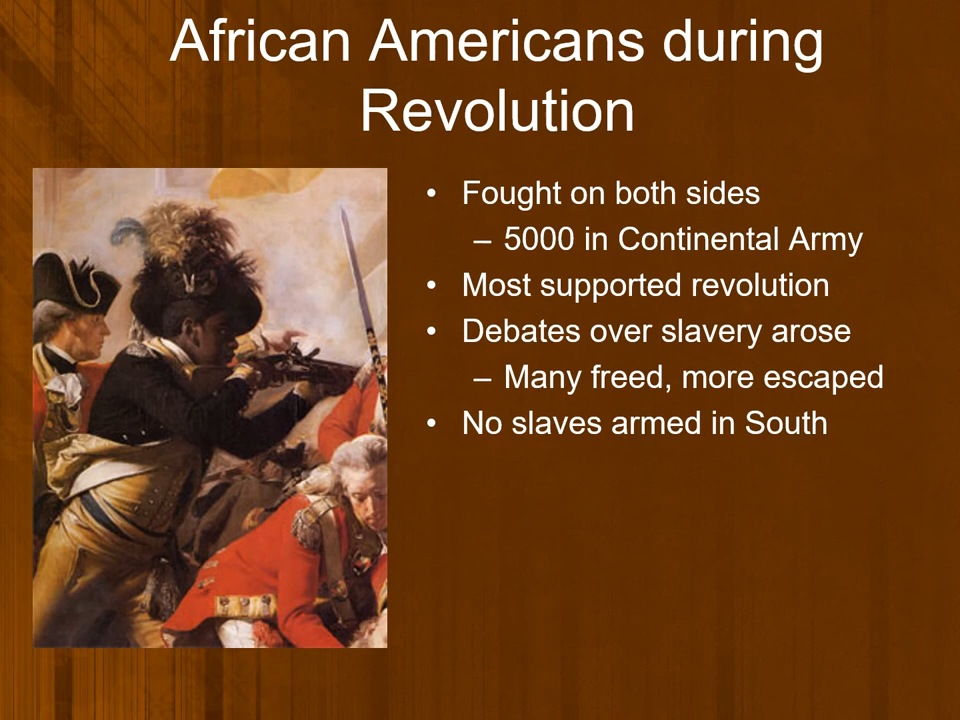 African Americans during
Revolution
• Fought on both sides
– 5000 in Continental Army
• Most supported revolution
• Debates over slavery arose
– Many freed, more escaped
• No slaves armed in South